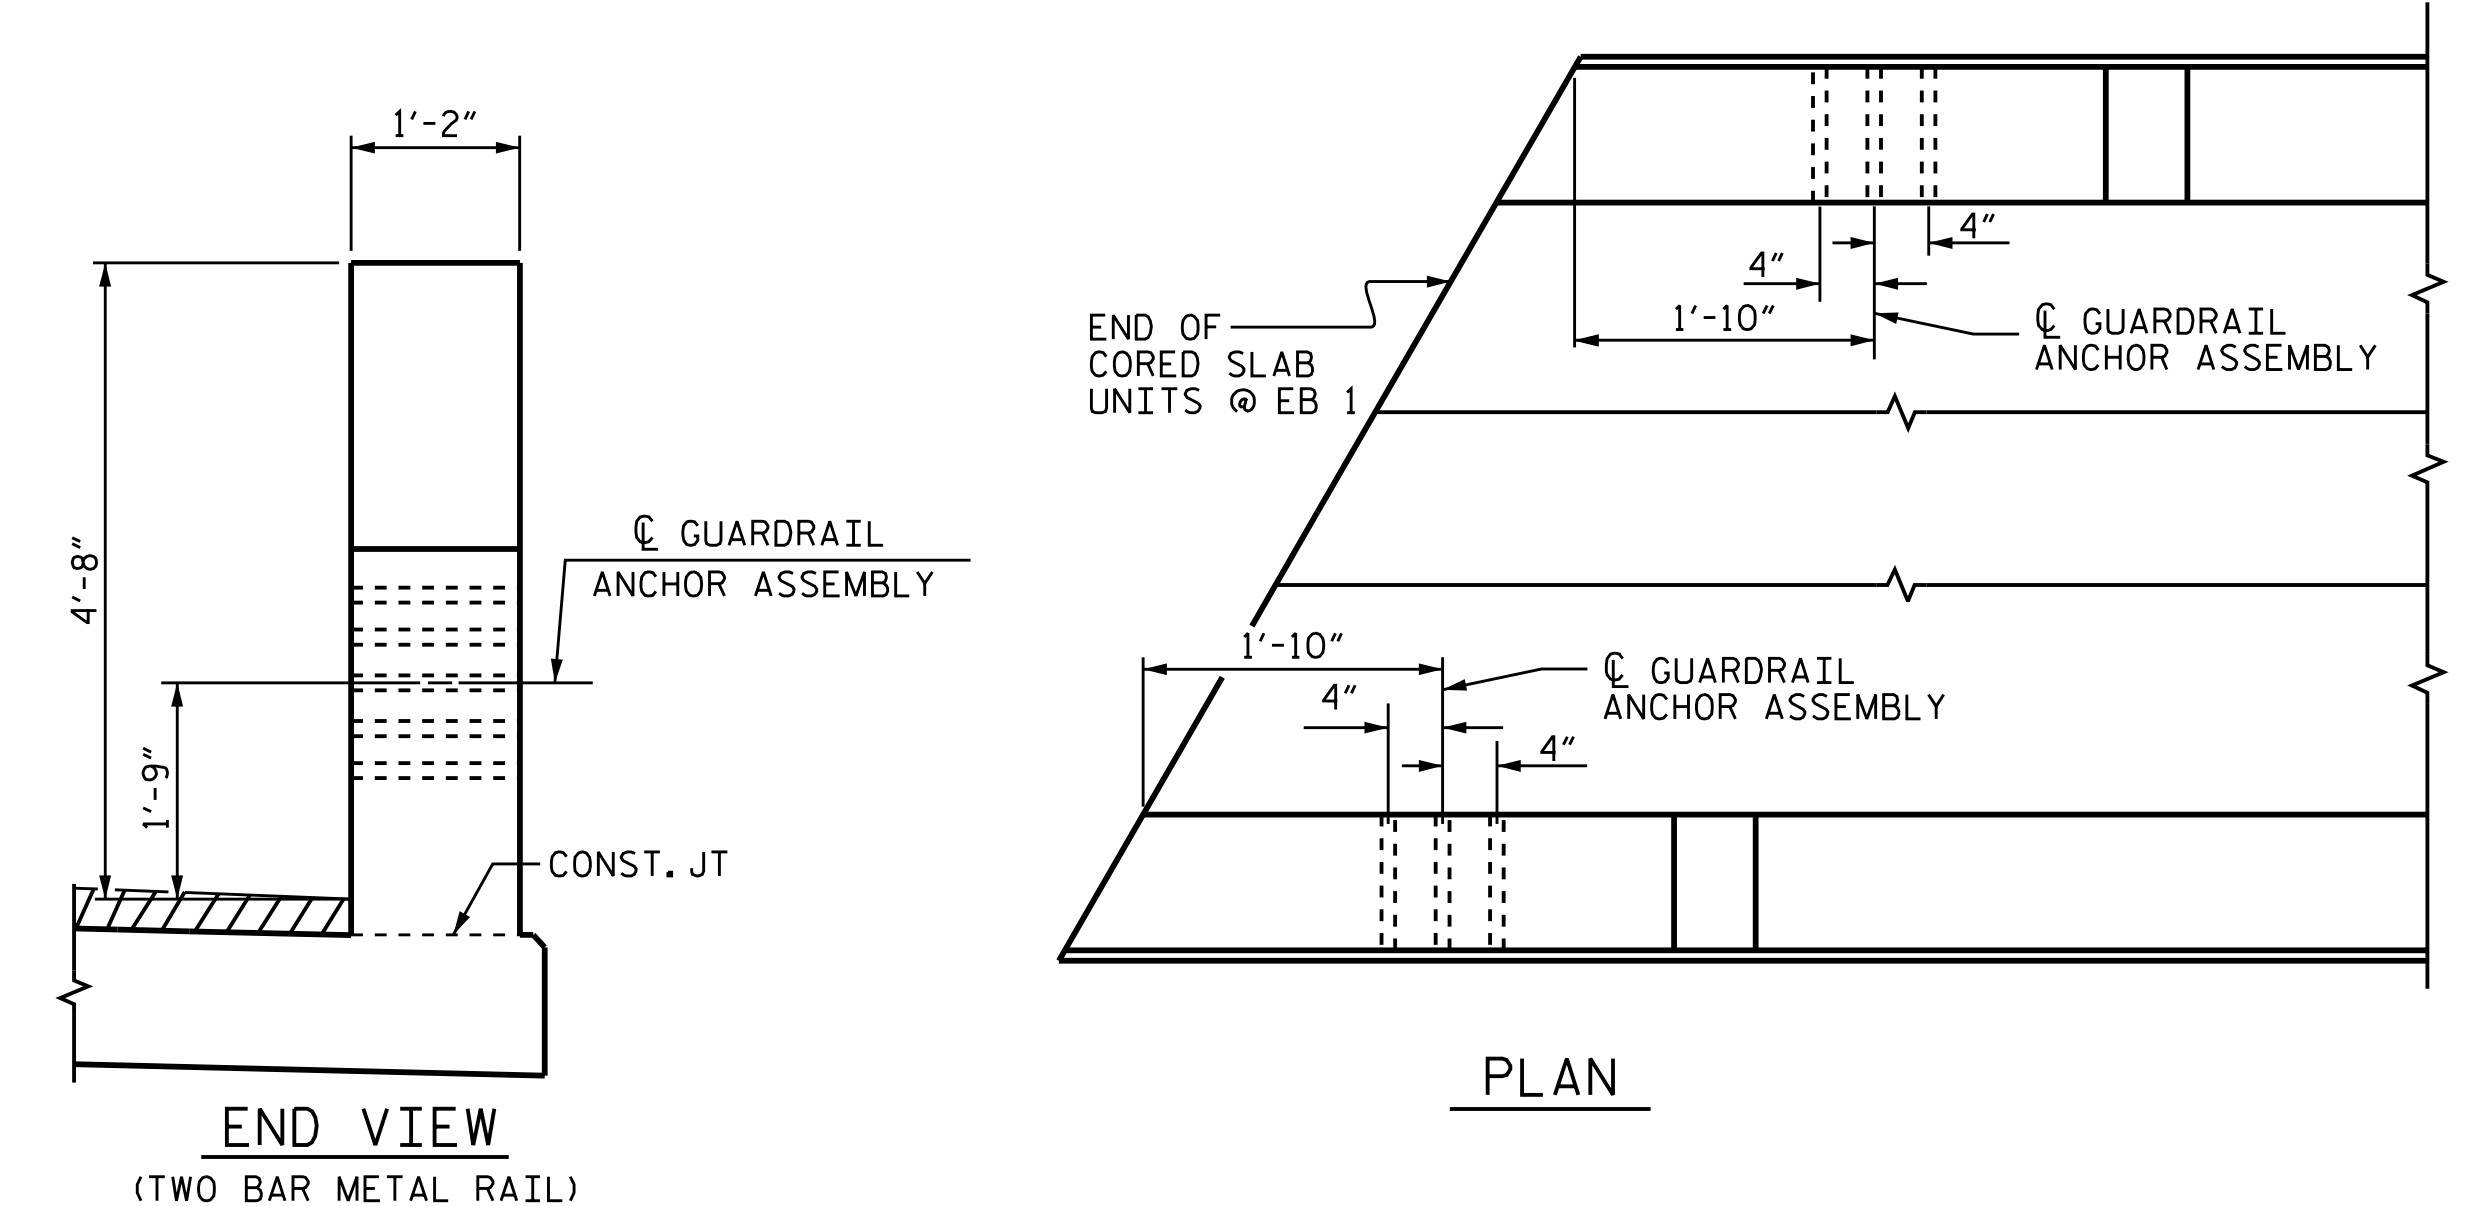 1'-2"
4'-8"
1'-9"
℄ GUARDRAIL
ANCHOR ASSEMBLY
CONST. JT
END VIEW
(TWO BAR METAL RAIL)
4"
4"
1'-10"
℄ GUARDRAIL
ANCHOR ASSEMBLY
END OF
CORED SLAB
UNITS @ EB 1
1'-10"
℄ GUARDRAIL
ANCHOR ASSEMBLY
4"
4"
PLAN